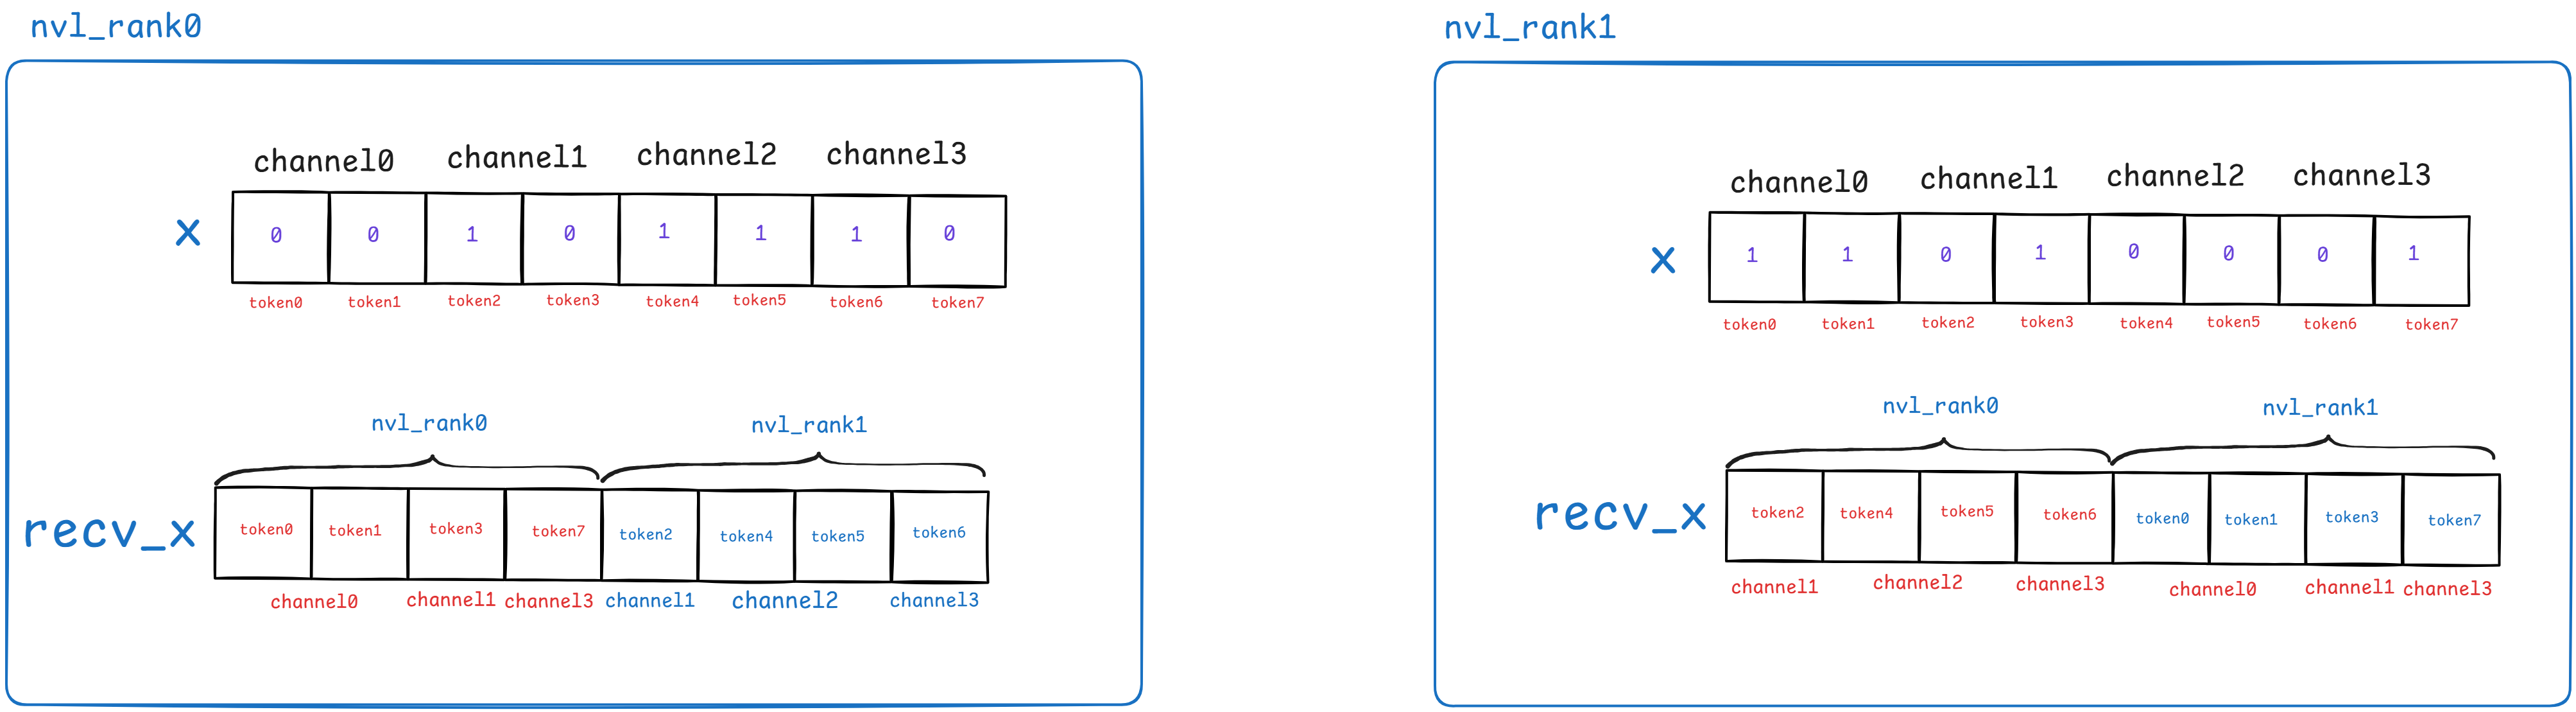 nvl_rank0
channel0 channel1 channel2 channel3
x 0 0 1 0 1 1 1 0
token0 token1 token2 token3 token4 token5 token6 token7
nvl_rank0 nvl_rank1
recv_x token0 token1 token3 token7 token2 token4 token5 token6
channel0 channel1 channel3 channel1 channel2 channel3
nvl_rank1
channel0 channel1 channel2 channel3
x 1 1 0 1 0 0 0 1
token0 token1 token2 token3 token4 token5 token6 token7
nvl_rank0 nvl_rank1
recv_x token2 token4 token5 token6 token0 token1 token3 token7
channel1 channel2 channel3 channel0 channel1 channel3